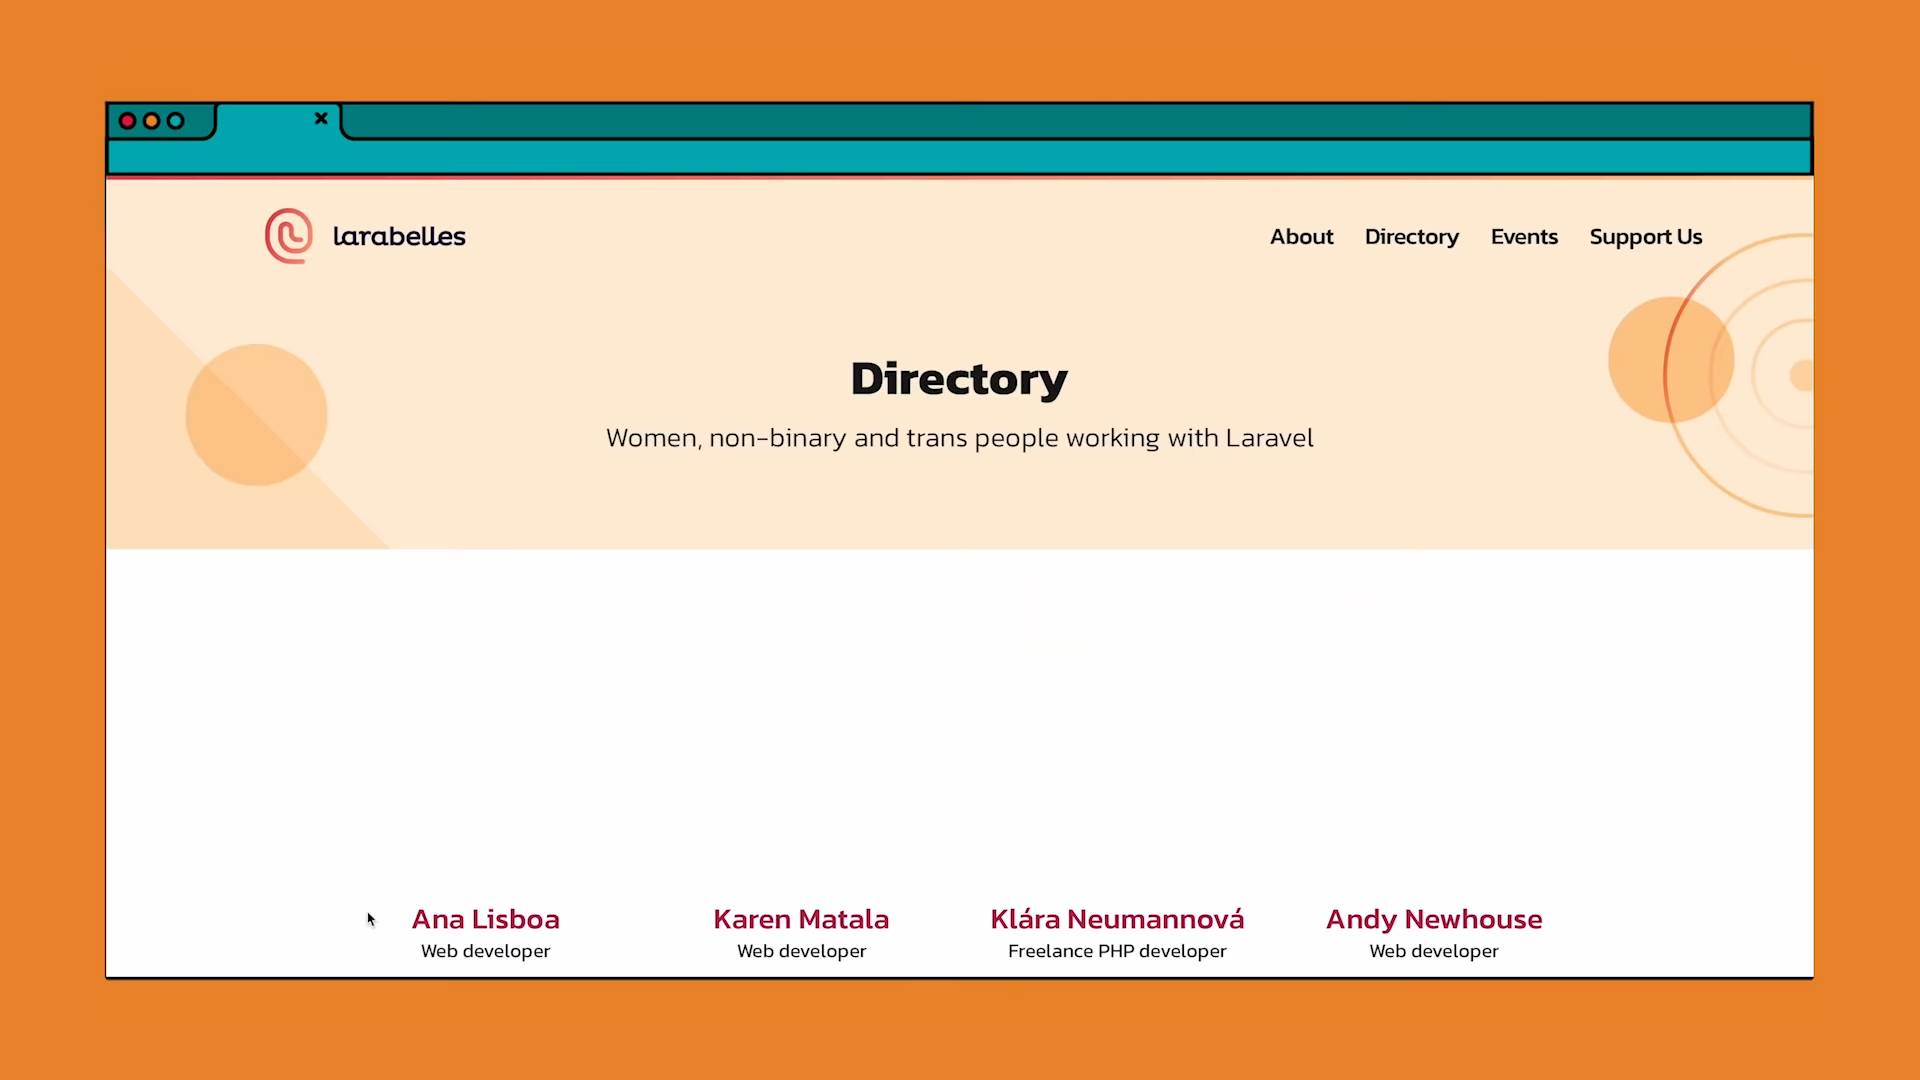 larabelles
About Directory Events Support Us
Directory
Women, non-binary and trans people working with Laravel
Ana Lisboa Karen Matala Klára Neumannová Andy Newhouse
Web developer Web developer Freelance PHP developer Web developer